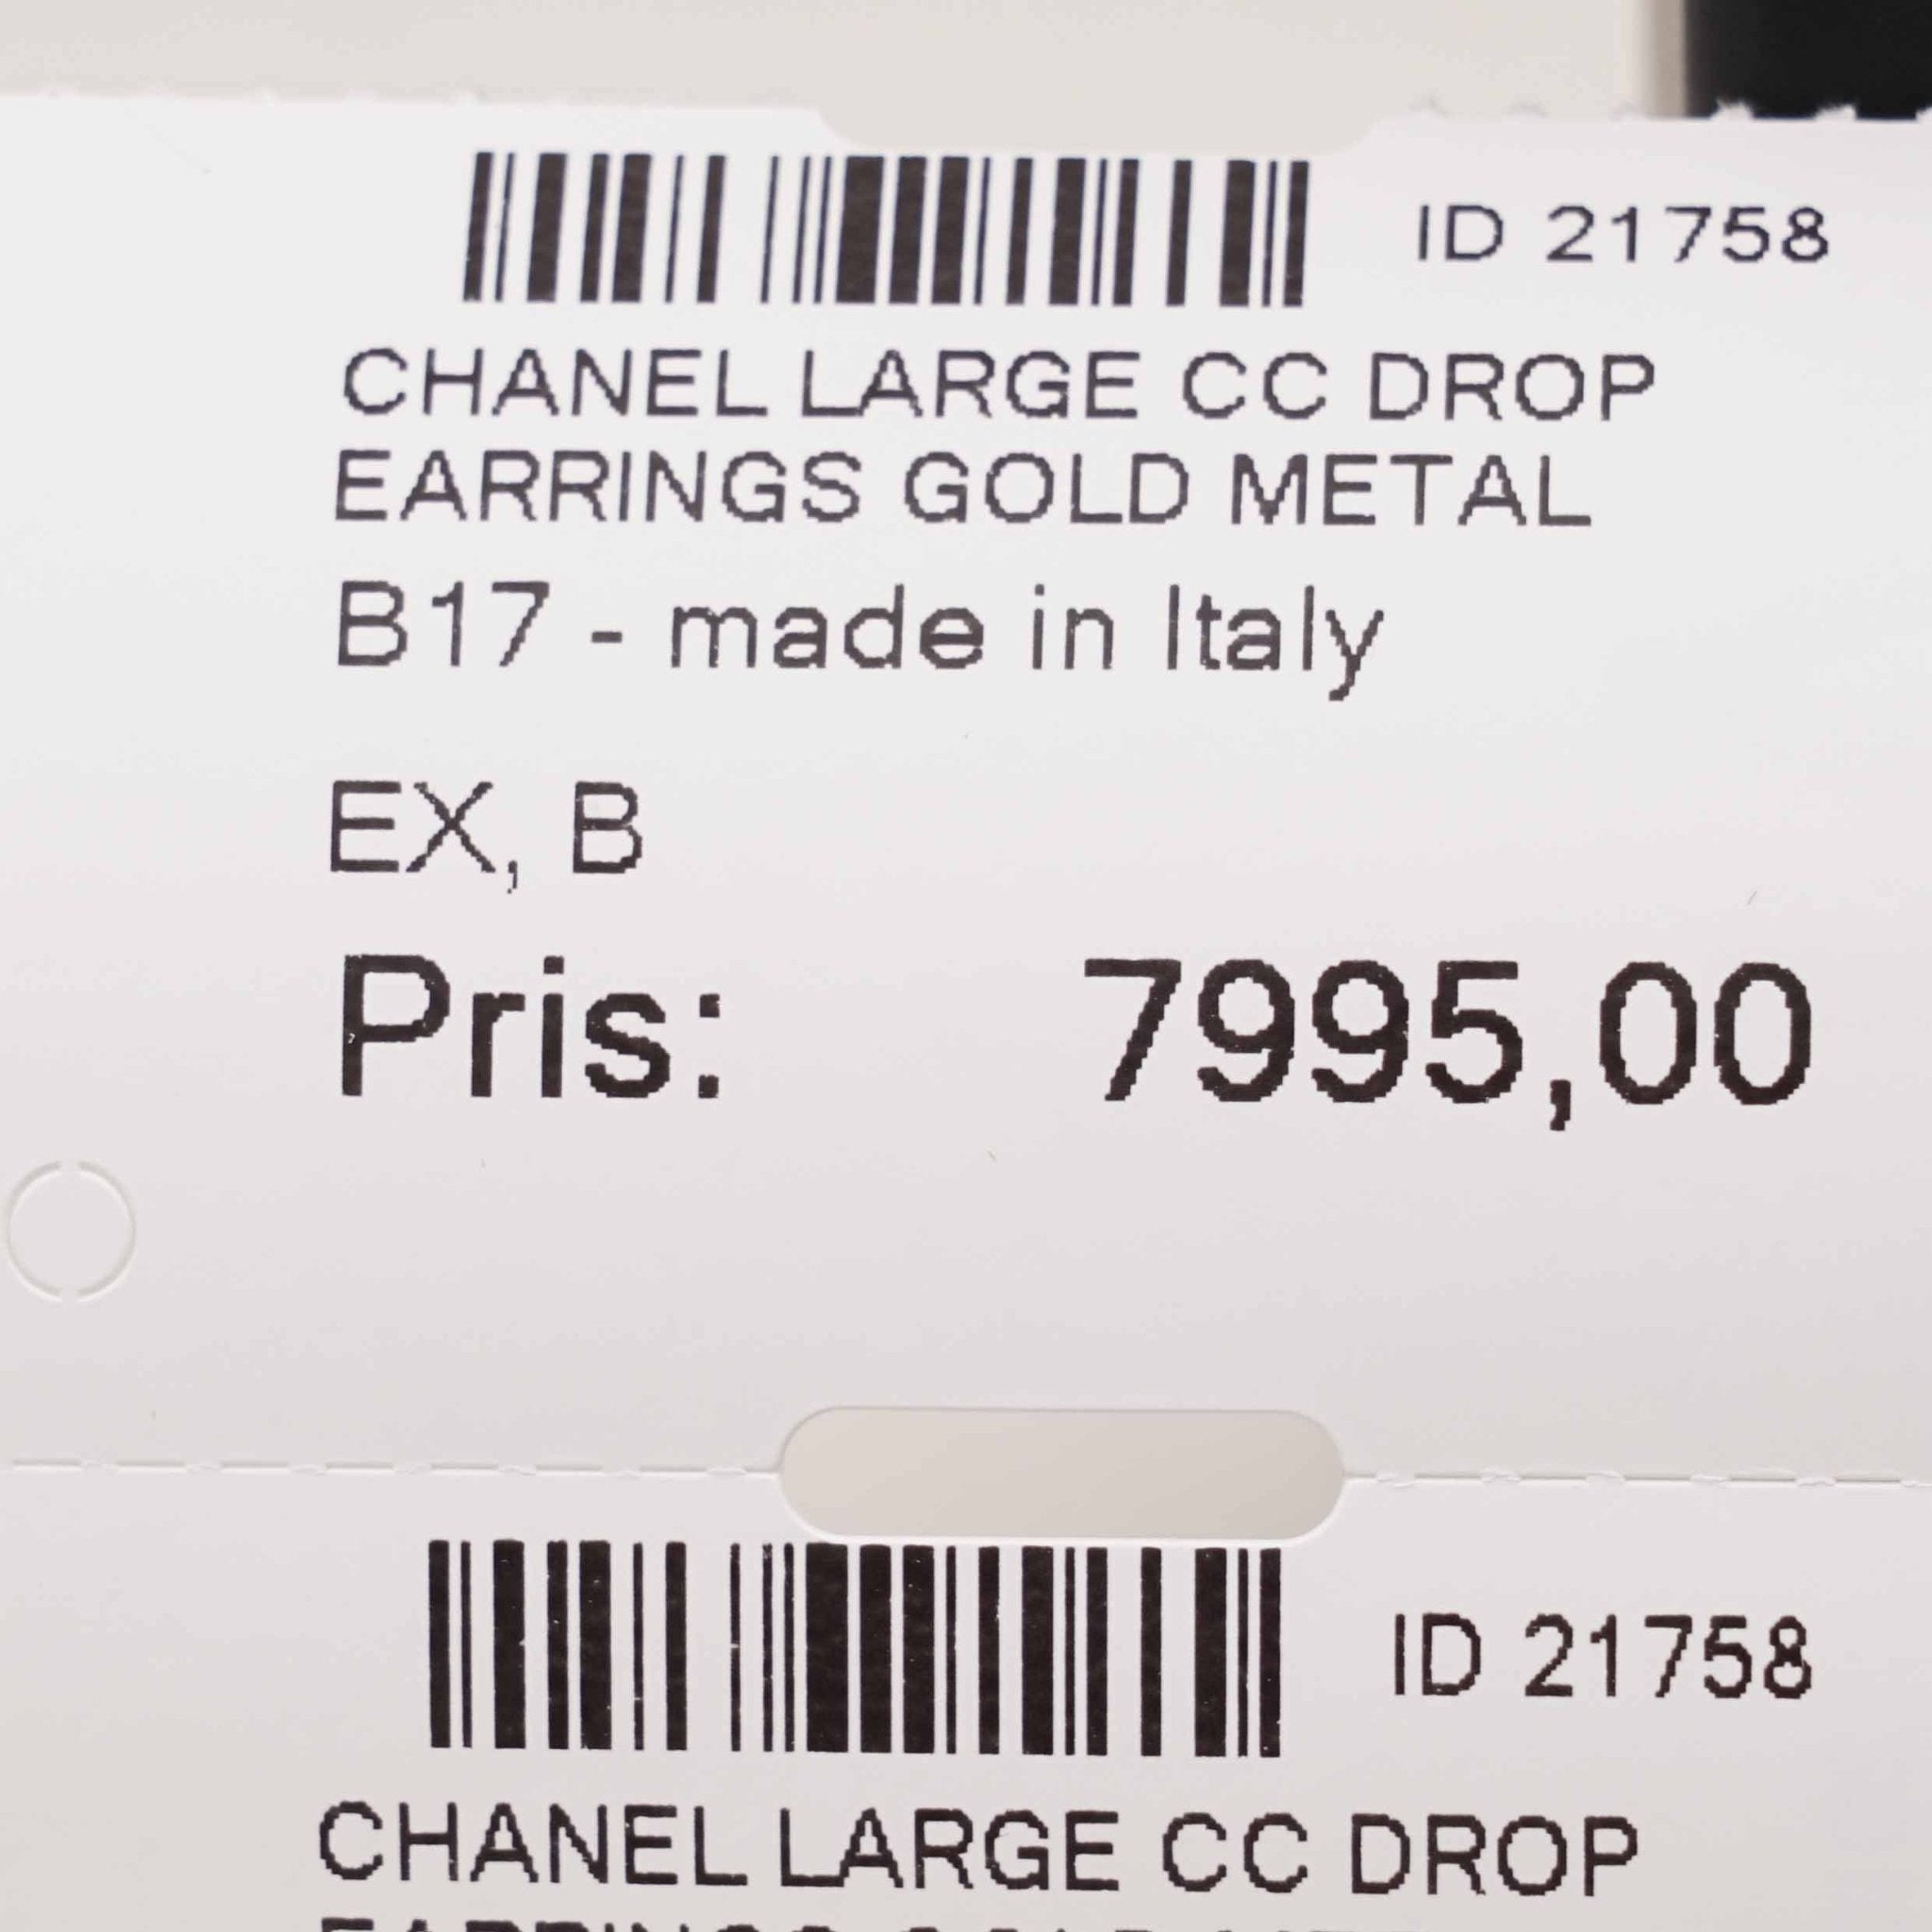 ID 21758
CHANEL LARGE CC DROP
EARRINGS GOLD METAL
B17 - made in Italy
EX, B
Pris: 7995,00
ID 21758
CHANEL LARGE CC DROP